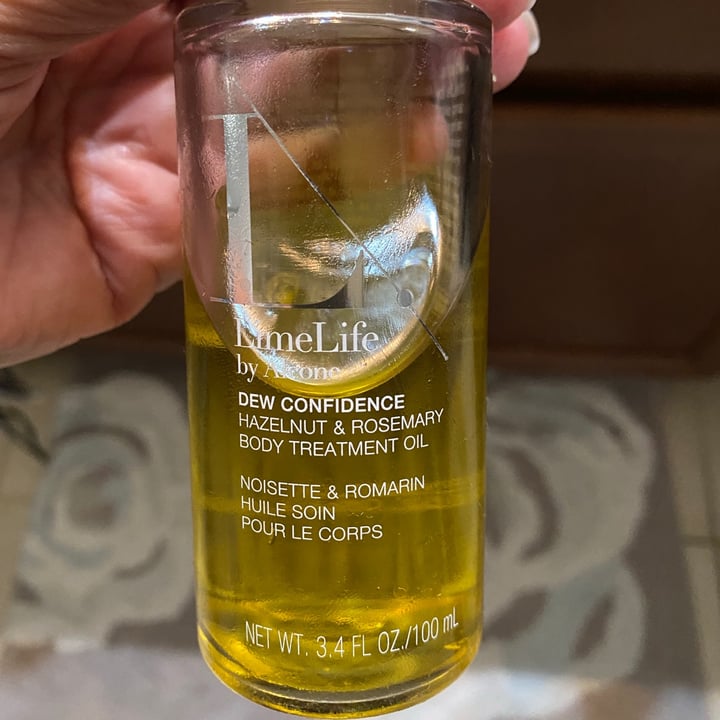 L
LimeLife
by Alcone
DEW CONFIDENCE
HAZELNUT & ROSEMARY
BODY TREATMENT OIL
NOISETTE & ROMARIN
HUILE SOIN
POUR LE CORPS
NET WT. 3.4 FL OZ./100 mL